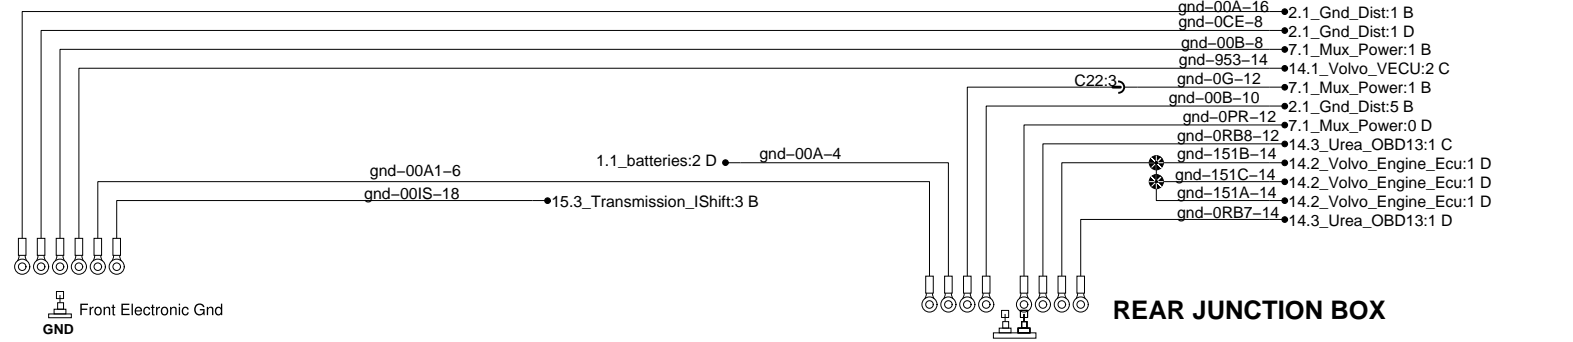 gnd–00A–16 2.1_Gnd_Dist:1 B
gnd–0CE–8 2.1_Gnd_Dist:1 D
gnd–00B–8 7.1_Mux_Power:1 B
gnd–953–14 14.1_Volvo_VECU:2 C
C22:3 gnd–0G–12 7.1_Mux_Power:1 B
gnd–00B–10 2.1_Gnd_Dist:5 B
gnd–0PR–12 7.1_Mux_Power:0 D
gnd–0RB8–12 14.3_Urea_OBD13:1 C
1.1_batteries:2 D gnd–00A–4 gnd–151B–14 14.2_Volvo_Engine_Ecu:1 D
gnd–00A1–6 gnd–151C–14 14.2_Volvo_Engine_Ecu:1 D
gnd–00IS–18 15.3_Transmission_IShift:3 B gnd–151A–14 14.2_Volvo_Engine_Ecu:1 D
gnd–0RB7–14 14.3_Urea_OBD13:1 D
Front Electronic Gnd
GND
REAR JUNCTION BOX